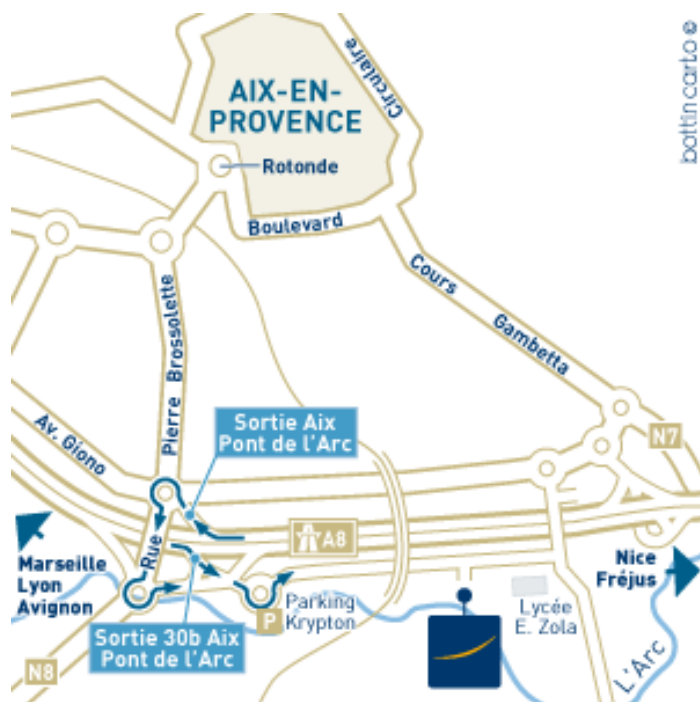 bottin carto ©
Circulaire
AIX-EN-
PROVENCE
Rotonde
Boulevard
Cours
Gambetta
Pierre Brossolette
Rue
Av. Giono
Sortie Aix
Pont de l'Arc
N7
A8
Marseille
Lyon
Avignon
Nice
Fréjus
Parking
Krypton
P
Lycée
E. Zola
Sortie 30b Aix
Pont de l'Arc
N8
L'Arc